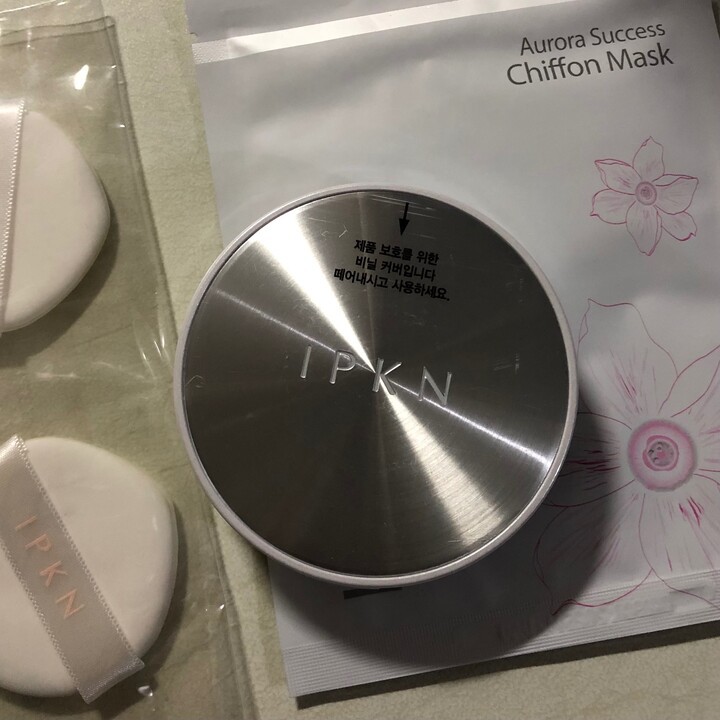 Aurora Success
Chiffon Mask
제품 보호를 위한
비닐 커버입니다
떼어내시고 사용하세요.
IPKN
IPKN